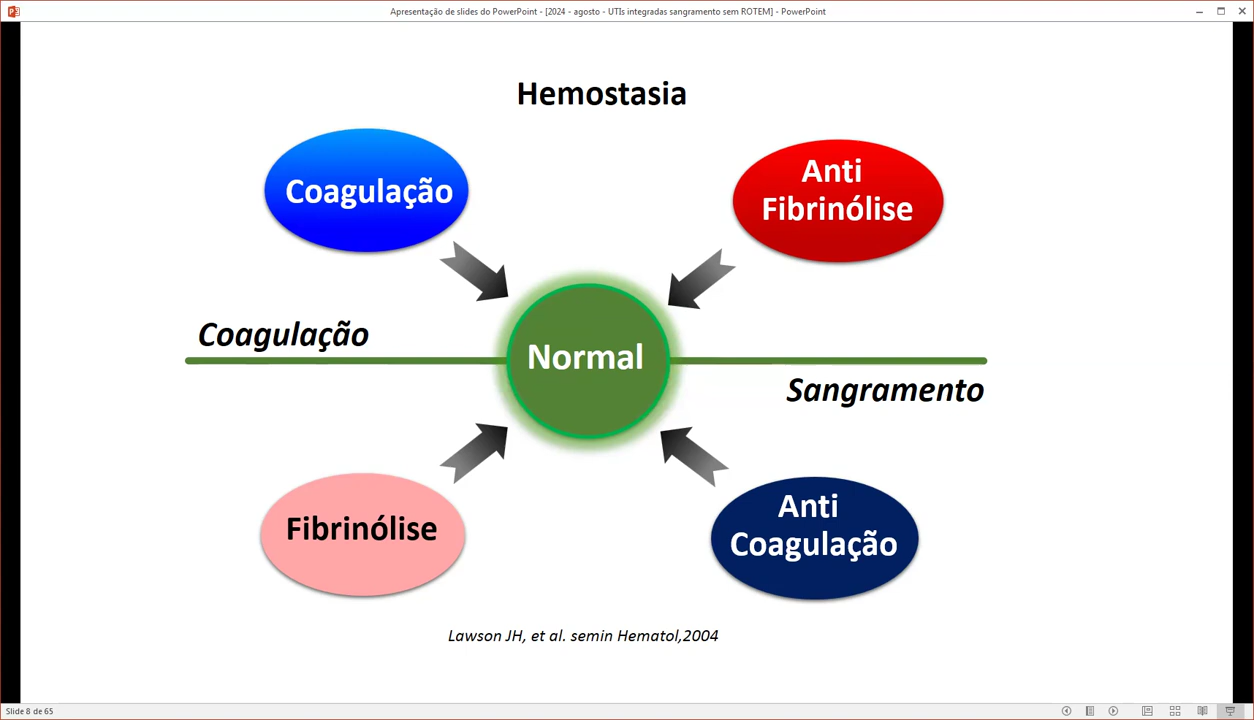 Apresentação de slides do PowerPoint - [2024 - agosto - UTIs integradas sangramento sem ROTEM] - PowerPoint
Hemostasia
Coagulação
Anti
Fibrinólise
Coagulação
Normal
Sangramento
Fibrinólise
Anti
Coagulação
Lawson JH, et al. semin Hematol,2004
Slide 8 de 65